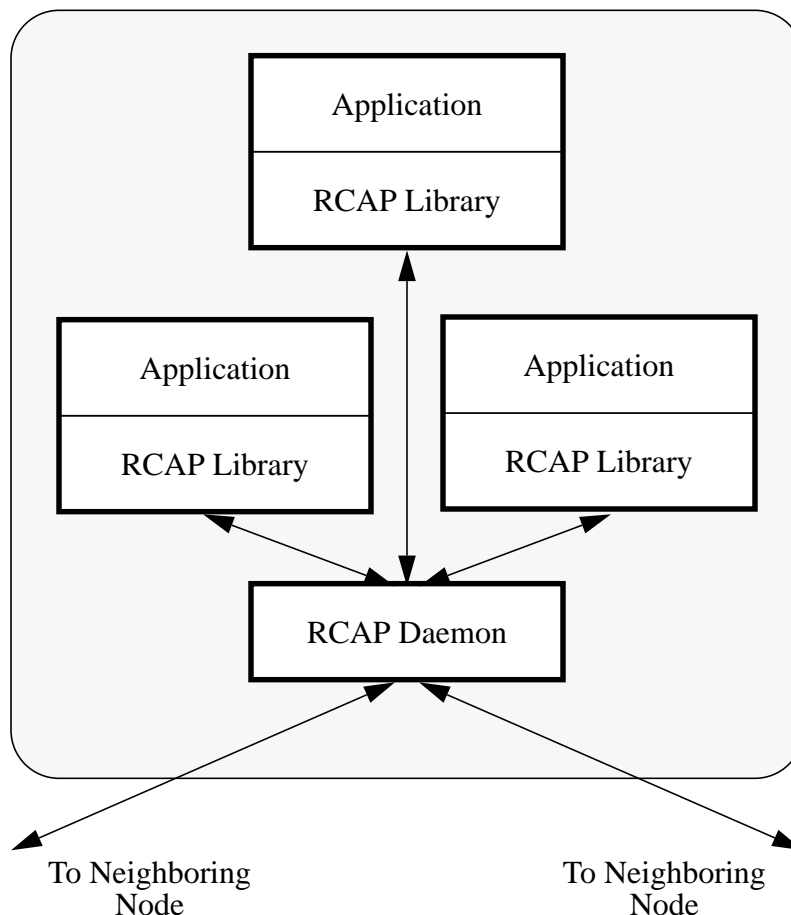 Application
RCAP Library
Application
RCAP Library
Application
RCAP Library
RCAP Daemon
To Neighboring
Node
To Neighboring
Node